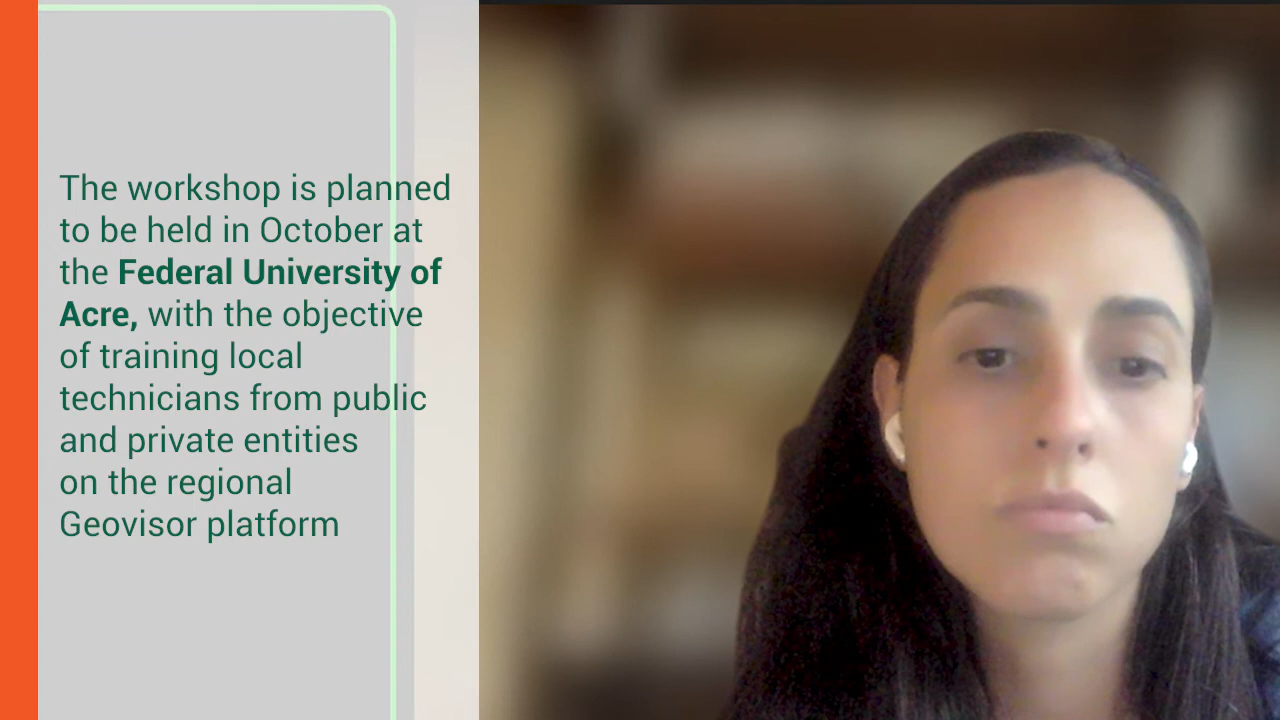 The workshop is planned
to be held in October at
the Federal University of
Acre, with the objective
of training local
technicians from public
and private entities
on the regional
Geovisor platform